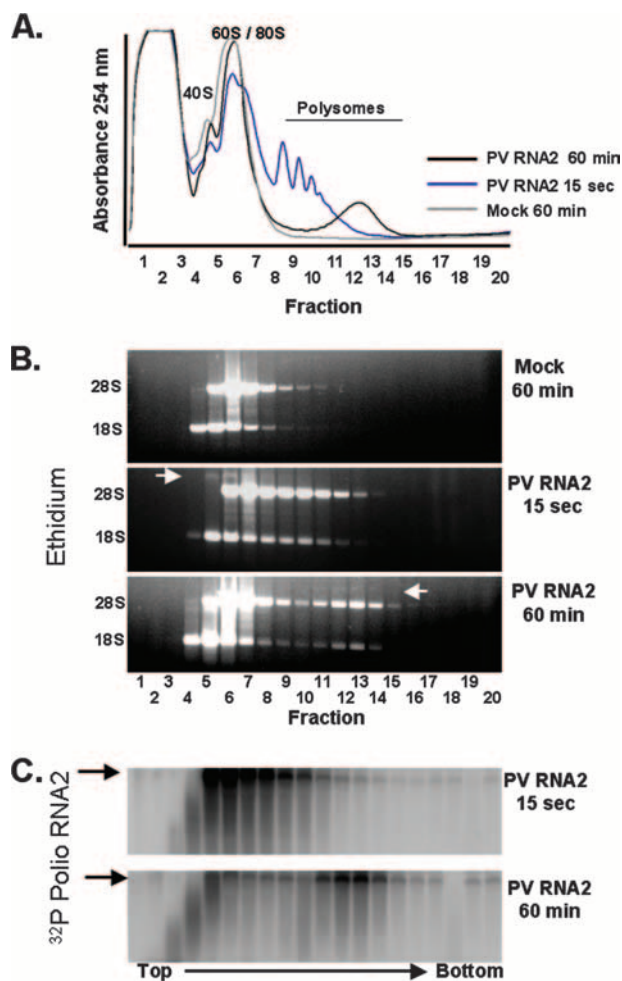 A.
60S / 80S
40S
Polysomes
Absorbance 254 nm
PV RNA2 60 min
PV RNA2 15 sec
Mock 60 min
1 3 5 7 9 11 13 15 17 19
2 4 6 8 10 12 14 16 18 20
Fraction
B.
Mock
60 min
28S
18S
PV RNA2
15 sec
28S
18S
Ethidium
PV RNA2
60 min
28S
18S
1 3 5 7 9 11 13 15 17 19
2 4 6 8 10 12 14 16 18 20
Fraction
C.
PV RNA2
15 sec
PV RNA2
60 min
32P Polio RNA2
Top
Bottom